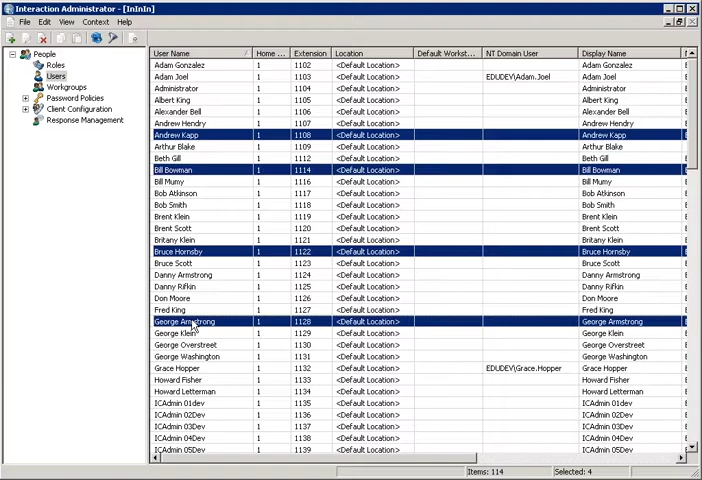 Interaction Administrator - [InInIn]
File Edit View Context Help
People
Roles
Users
Workgroups
Password Policies
Client Configuration
Response Management
User Name / Home ... Extension Location Default Workst... NT Domain User Display Name
Adam Gonzalez 1 1102 <Default Location> Adam Gonzalez
Adam Joel 1 1103 <Default Location> EDUDEV\Adam.Joel Adam Joel
Administrator 1 1104 <Default Location> Administrator
Albert King 1 1105 <Default Location> Albert King
Alexander Bell 1 1106 <Default Location> Alexander Bell
Andrew Hendry 1 1107 <Default Location> Andrew Hendry
Andrew Kapp 1 1108 <Default Location> Andrew Kapp
Arthur Blake 1 1109 <Default Location> Arthur Blake
Beth Gill 1 1112 <Default Location> Beth Gill
Bill Bowman 1 1114 <Default Location> Bill Bowman
Bill Mumy 1 1116 <Default Location> Bill Mumy
Bob Atkinson 1 1117 <Default Location> Bob Atkinson
Bob Smith 1 1118 <Default Location> Bob Smith
Brent Klein 1 1119 <Default Location> Brent Klein
Brent Scott 1 1120 <Default Location> Brent Scott
Britany Klein 1 1121 <Default Location> Britany Klein
Bruce Hornsby 1 1122 <Default Location> Bruce Hornsby
Bruce Scott 1 1123 <Default Location> Bruce Scott
Danny Armstrong 1 1124 <Default Location> Danny Armstrong
Danny Rifkin 1 1125 <Default Location> Danny Rifkin
Don Moore 1 1126 <Default Location> Don Moore
Fred King 1 1127 <Default Location> Fred King
George Armstrong 1 1128 <Default Location> George Armstrong
George Klein 1 1129 <Default Location> George Klein
George Overstreet 1 1130 <Default Location> George Overstreet
George Washington 1 1131 <Default Location> George Washington
Grace Hopper 1 1132 <Default Location> EDUDEV\Grace.Hopper Grace Hopper
Howard Fisher 1 1133 <Default Location> Howard Fisher
Howard Letterman 1 1134 <Default Location> Howard Letterman
ICAdmin 01dev 1 1135 <Default Location> ICAdmin 01dev
ICAdmin 02Dev 1 1136 <Default Location> ICAdmin 02Dev
ICAdmin 03Dev 1 1137 <Default Location> ICAdmin 03Dev
ICAdmin 04Dev 1 1138 <Default Location> ICAdmin 04Dev
ICAdmin 05Dev 1 1139 <Default Location> ICAdmin 05Dev
Items: 114 Selected: 4